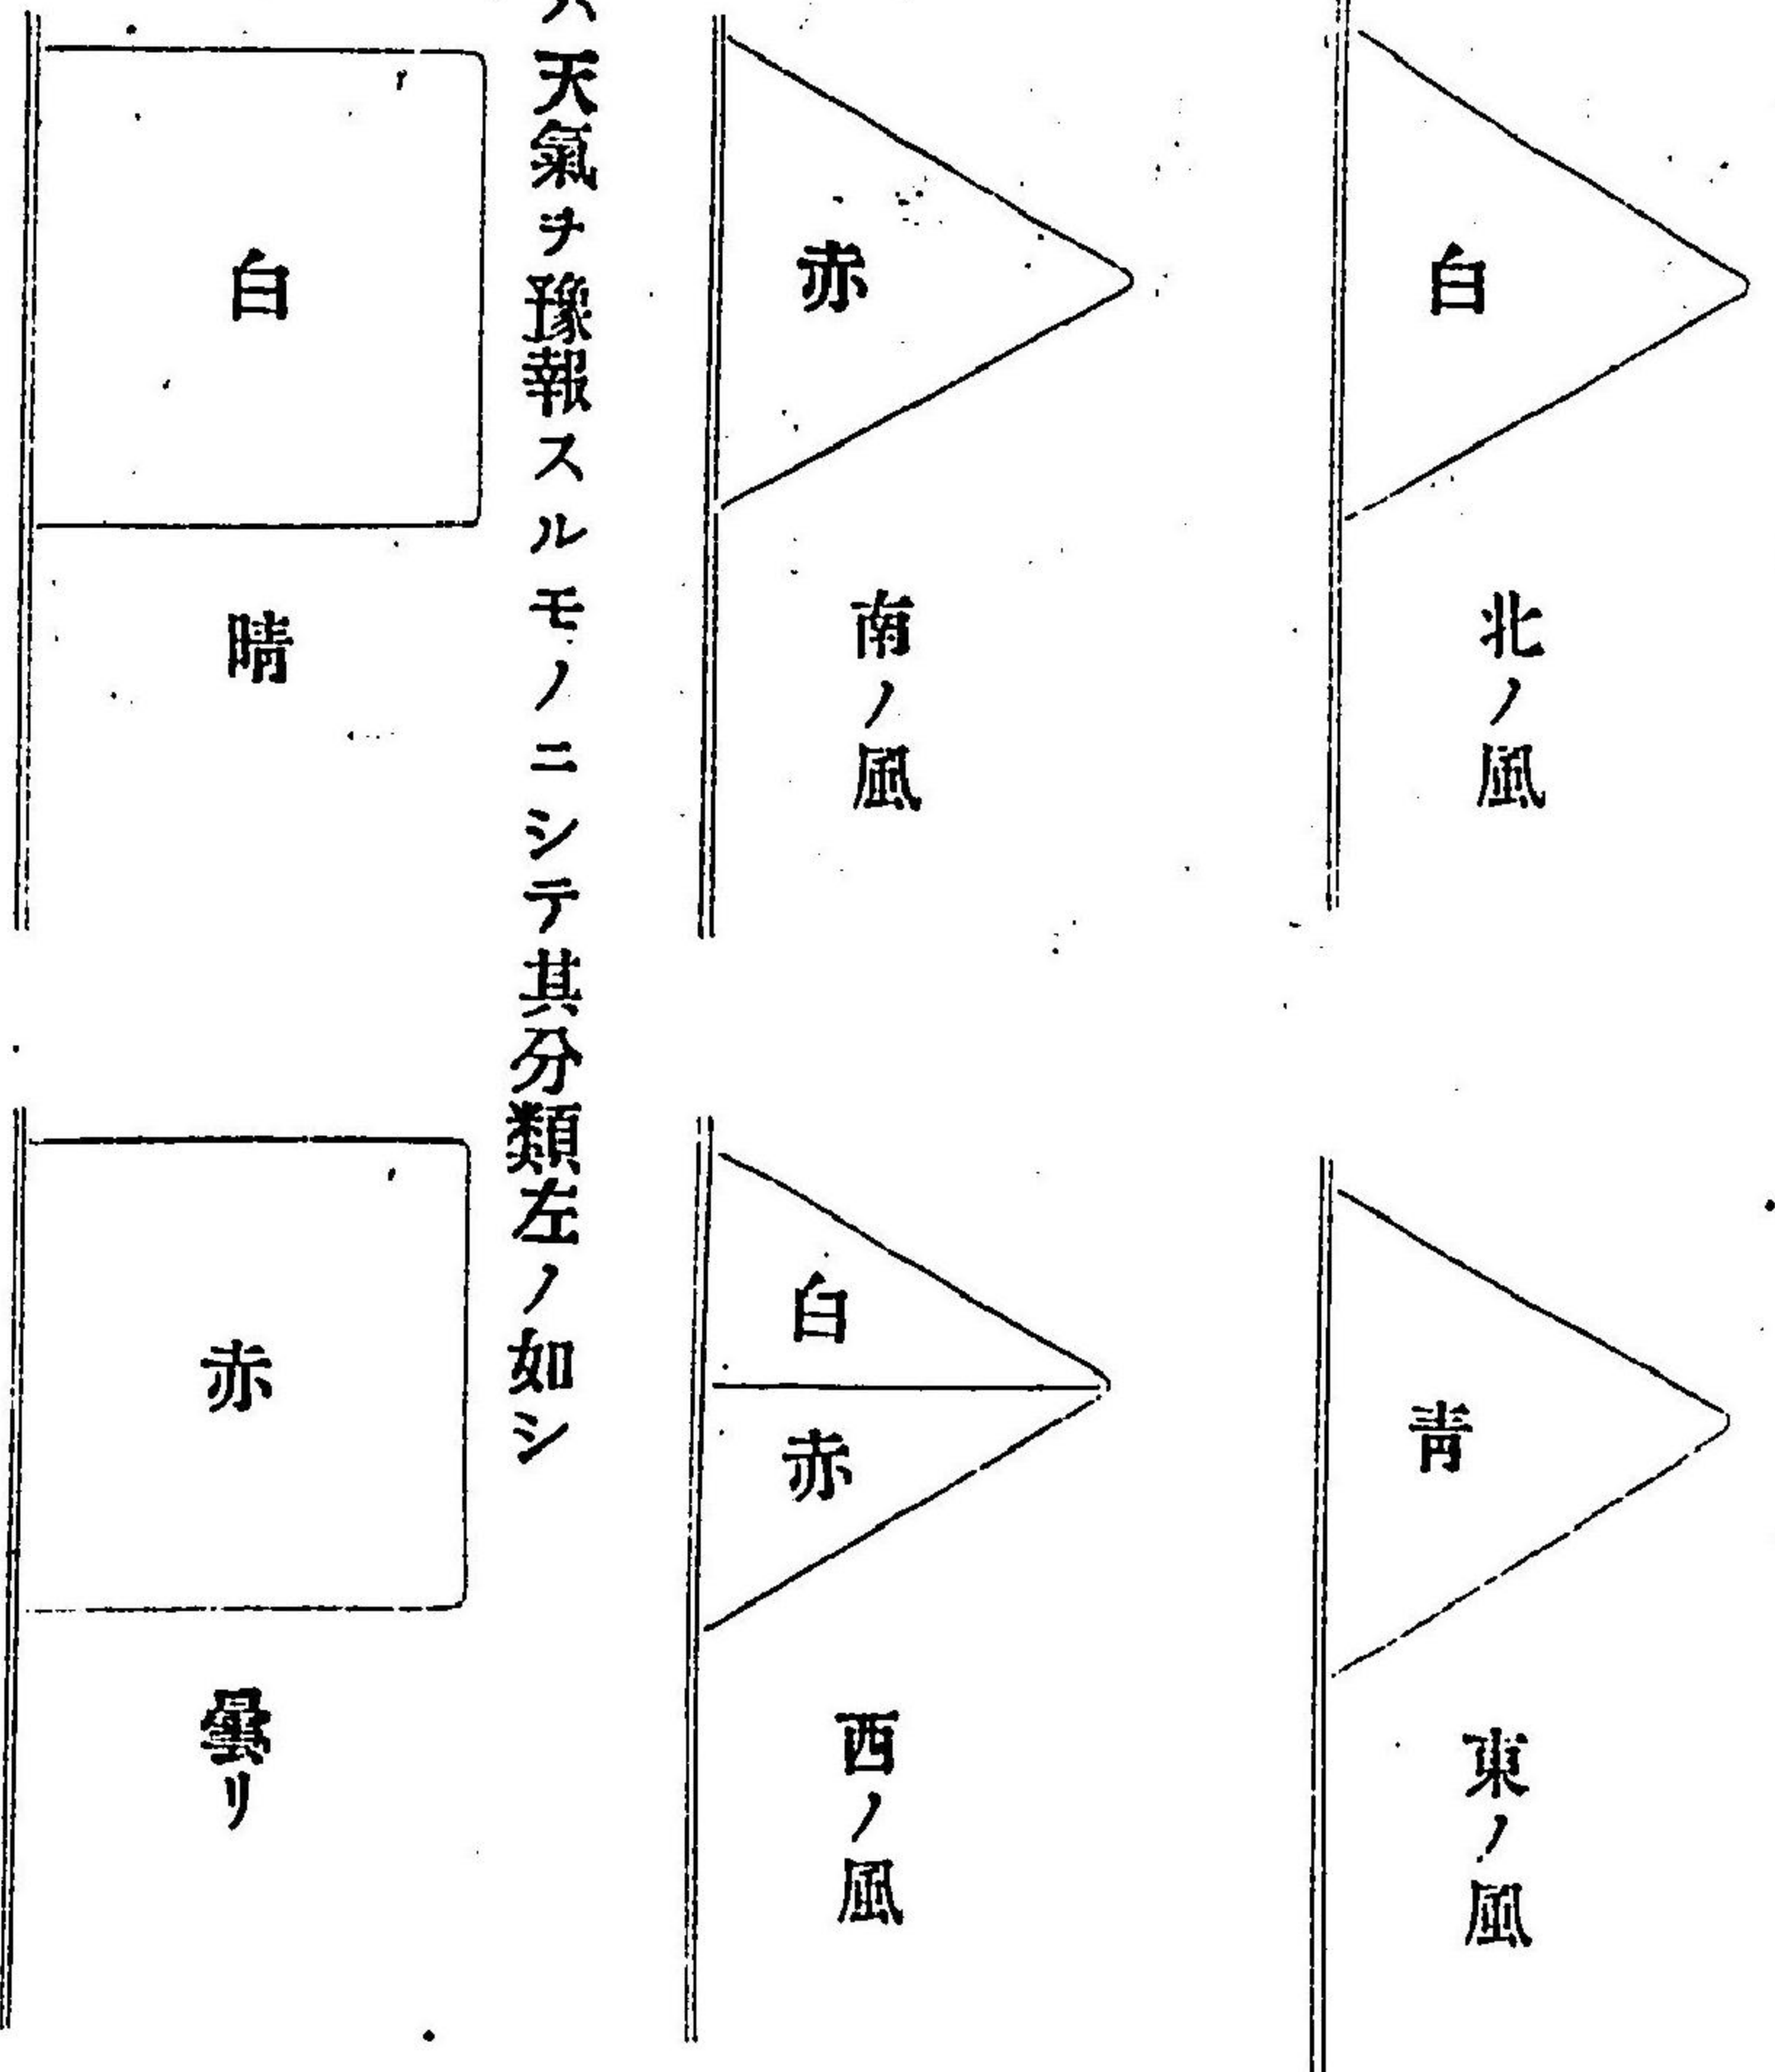 白
北ノ風
靑
東ノ風
赤
南ノ風
白
赤
西ノ風
天氣ヲ豫報スルモノニシテ其分類左ノ如シ
白
晴
赤
曇リ